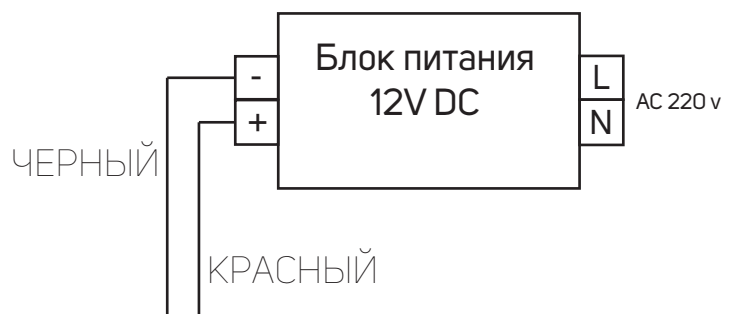 Блок питания
12V DC
-
+
L
N
AC 220 v
ЧЕРНЫЙ
КРАСНЫЙ